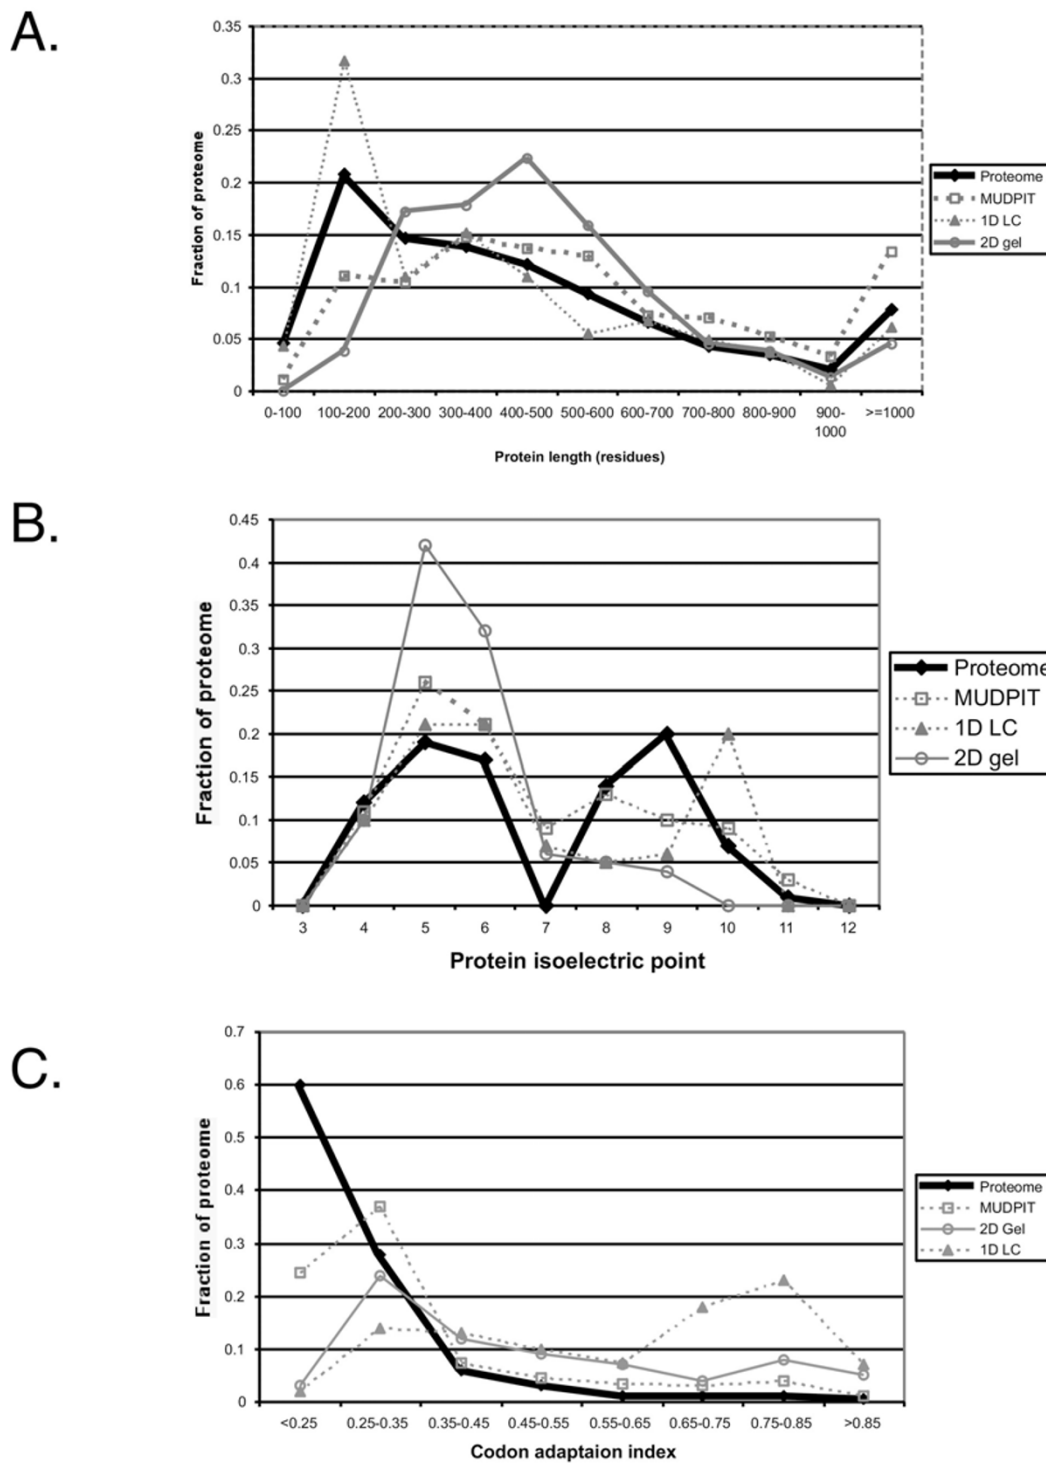 A.
Fraction of proteome
0.35
0.3
0.25
0.2
0.15
0.1
0.05
0
0-100 100-200 200-300 300-400 400-500 500-600 600-700 700-800 800-900 900- >=1000
1000
Protein length (residues)
Proteome
MUDPIT
1D LC
2D gel
B.
Fraction of proteome
0.45
0.4
0.35
0.3
0.25
0.2
0.15
0.1
0.05
0
3 4 5 6 7 8 9 10 11 12
Protein isoelectric point
Proteome
MUDPIT
1D LC
2D gel
C.
Fraction of proteome
0.7
0.6
0.5
0.4
0.3
0.2
0.1
0
<0.25 0.25-0.35 0.35-0.45 0.45-0.55 0.55-0.65 0.65-0.75 0.75-0.85 >0.85
Codon adaptaion index
Proteome
MUDPIT
2D Gel
1D LC